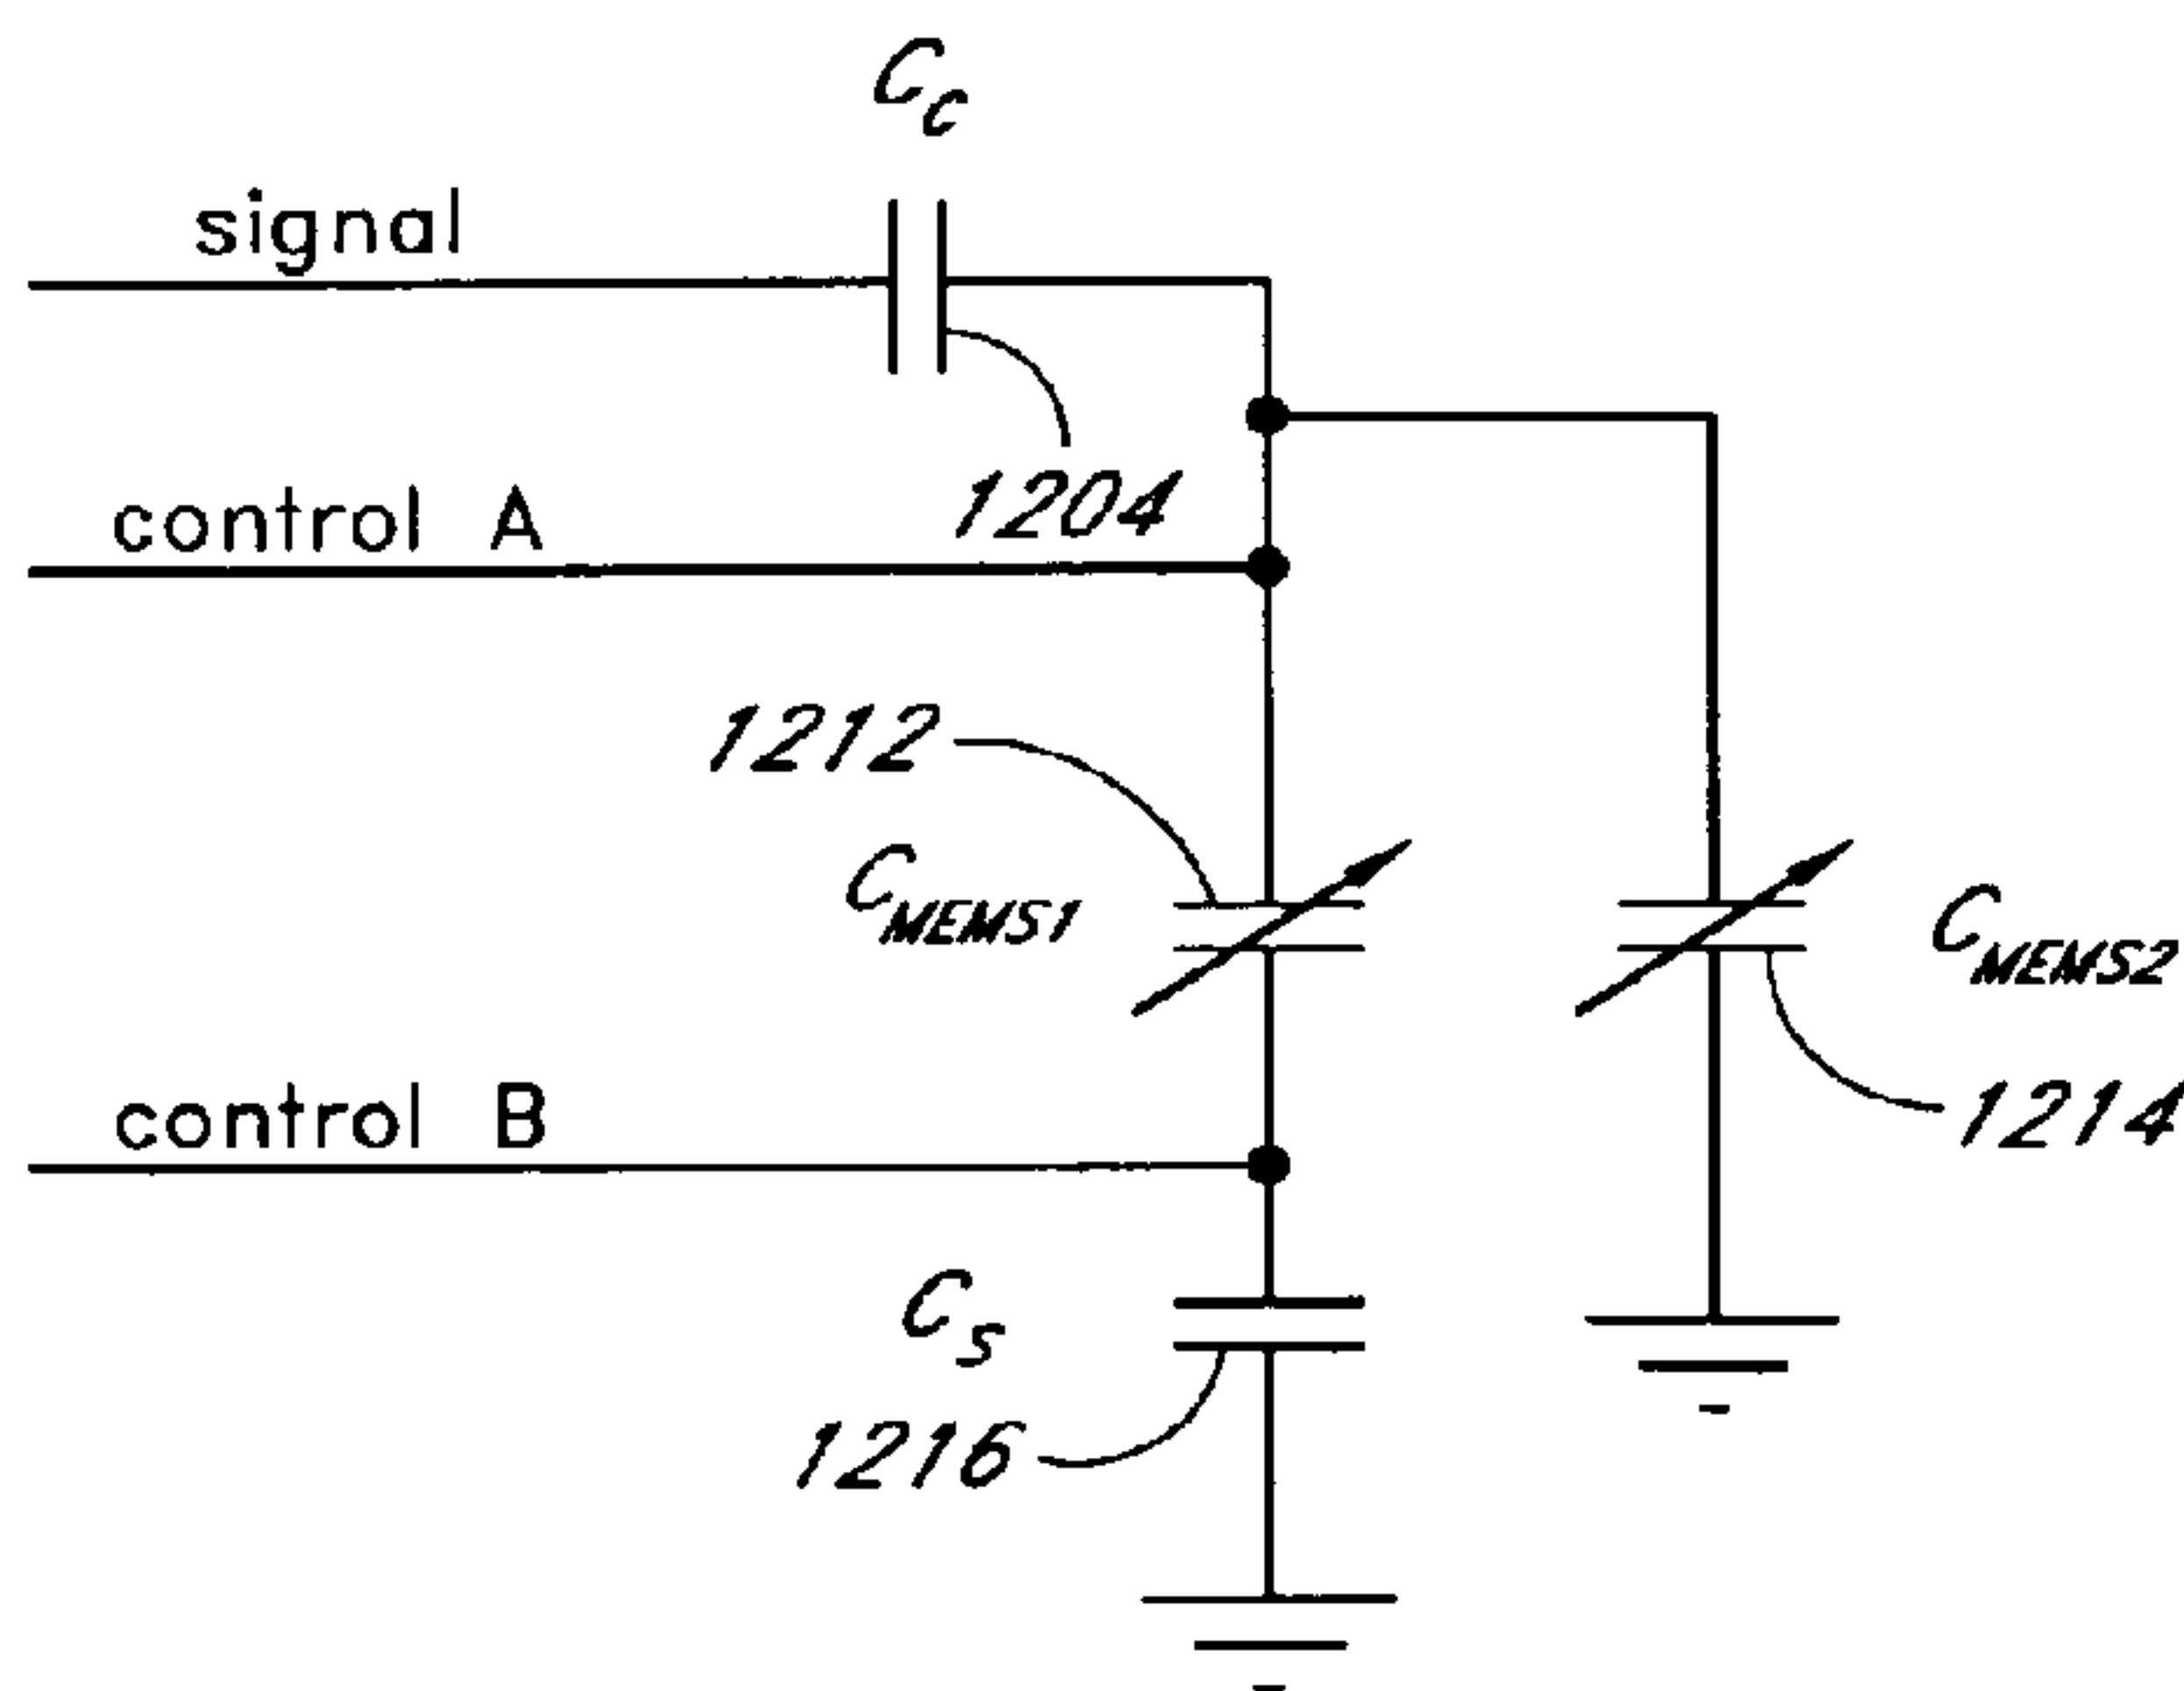 C_C
signal
control A
1204
1212
C_MEMS1
C_MEMS2
control B
1214
C_S
1216